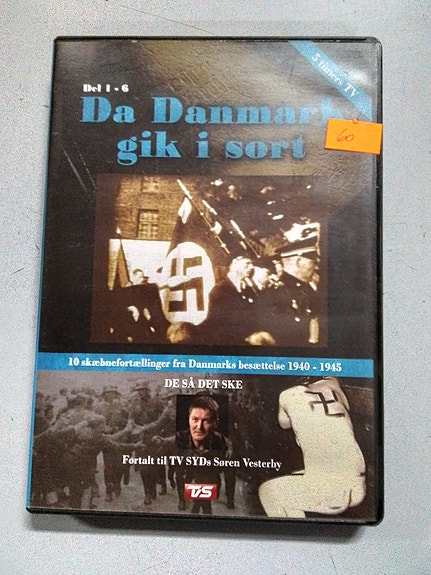 5 timers TV
Del 1 - 6
Da Danmark
gik i sort
60
10 skæbnefortællinger fra Danmarks besættelse 1940 - 1945
DE SÅ DET SKE
Fortalt til TV SYDs Søren Vesterby
TVS